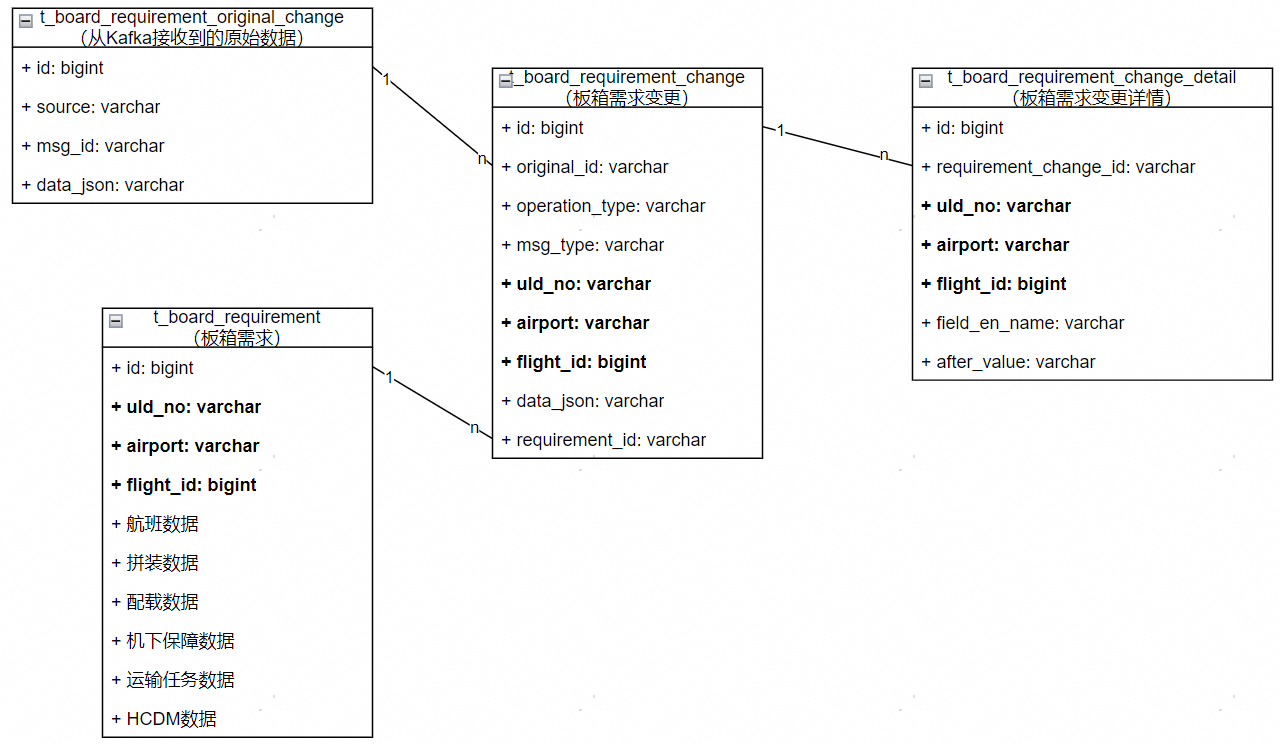 t_board_requirement_original_change
（从Kafka接收到的原始数据）
+ id: bigint
+ source: varchar
+ msg_id: varchar
+ data_json: varchar
1
n
t_board_requirement_change
（板箱需求变更）
+ id: bigint
+ original_id: varchar
+ operation_type: varchar
+ msg_type: varchar
+ uld_no: varchar
+ airport: varchar
+ flight_id: bigint
+ data_json: varchar
+ requirement_id: varchar
1
n
t_board_requirement_change_detail
（板箱需求变更详情）
+ id: bigint
+ requirement_change_id: varchar
+ uld_no: varchar
+ airport: varchar
+ flight_id: bigint
+ field_en_name: varchar
+ after_value: varchar
t_board_requirement
（板箱需求）
+ id: bigint
+ uld_no: varchar
+ airport: varchar
+ flight_id: bigint
+ 航班数据
+ 拼装数据
+ 配载数据
+ 机下保障数据
+ 运输任务数据
+ HCDM数据
1
n